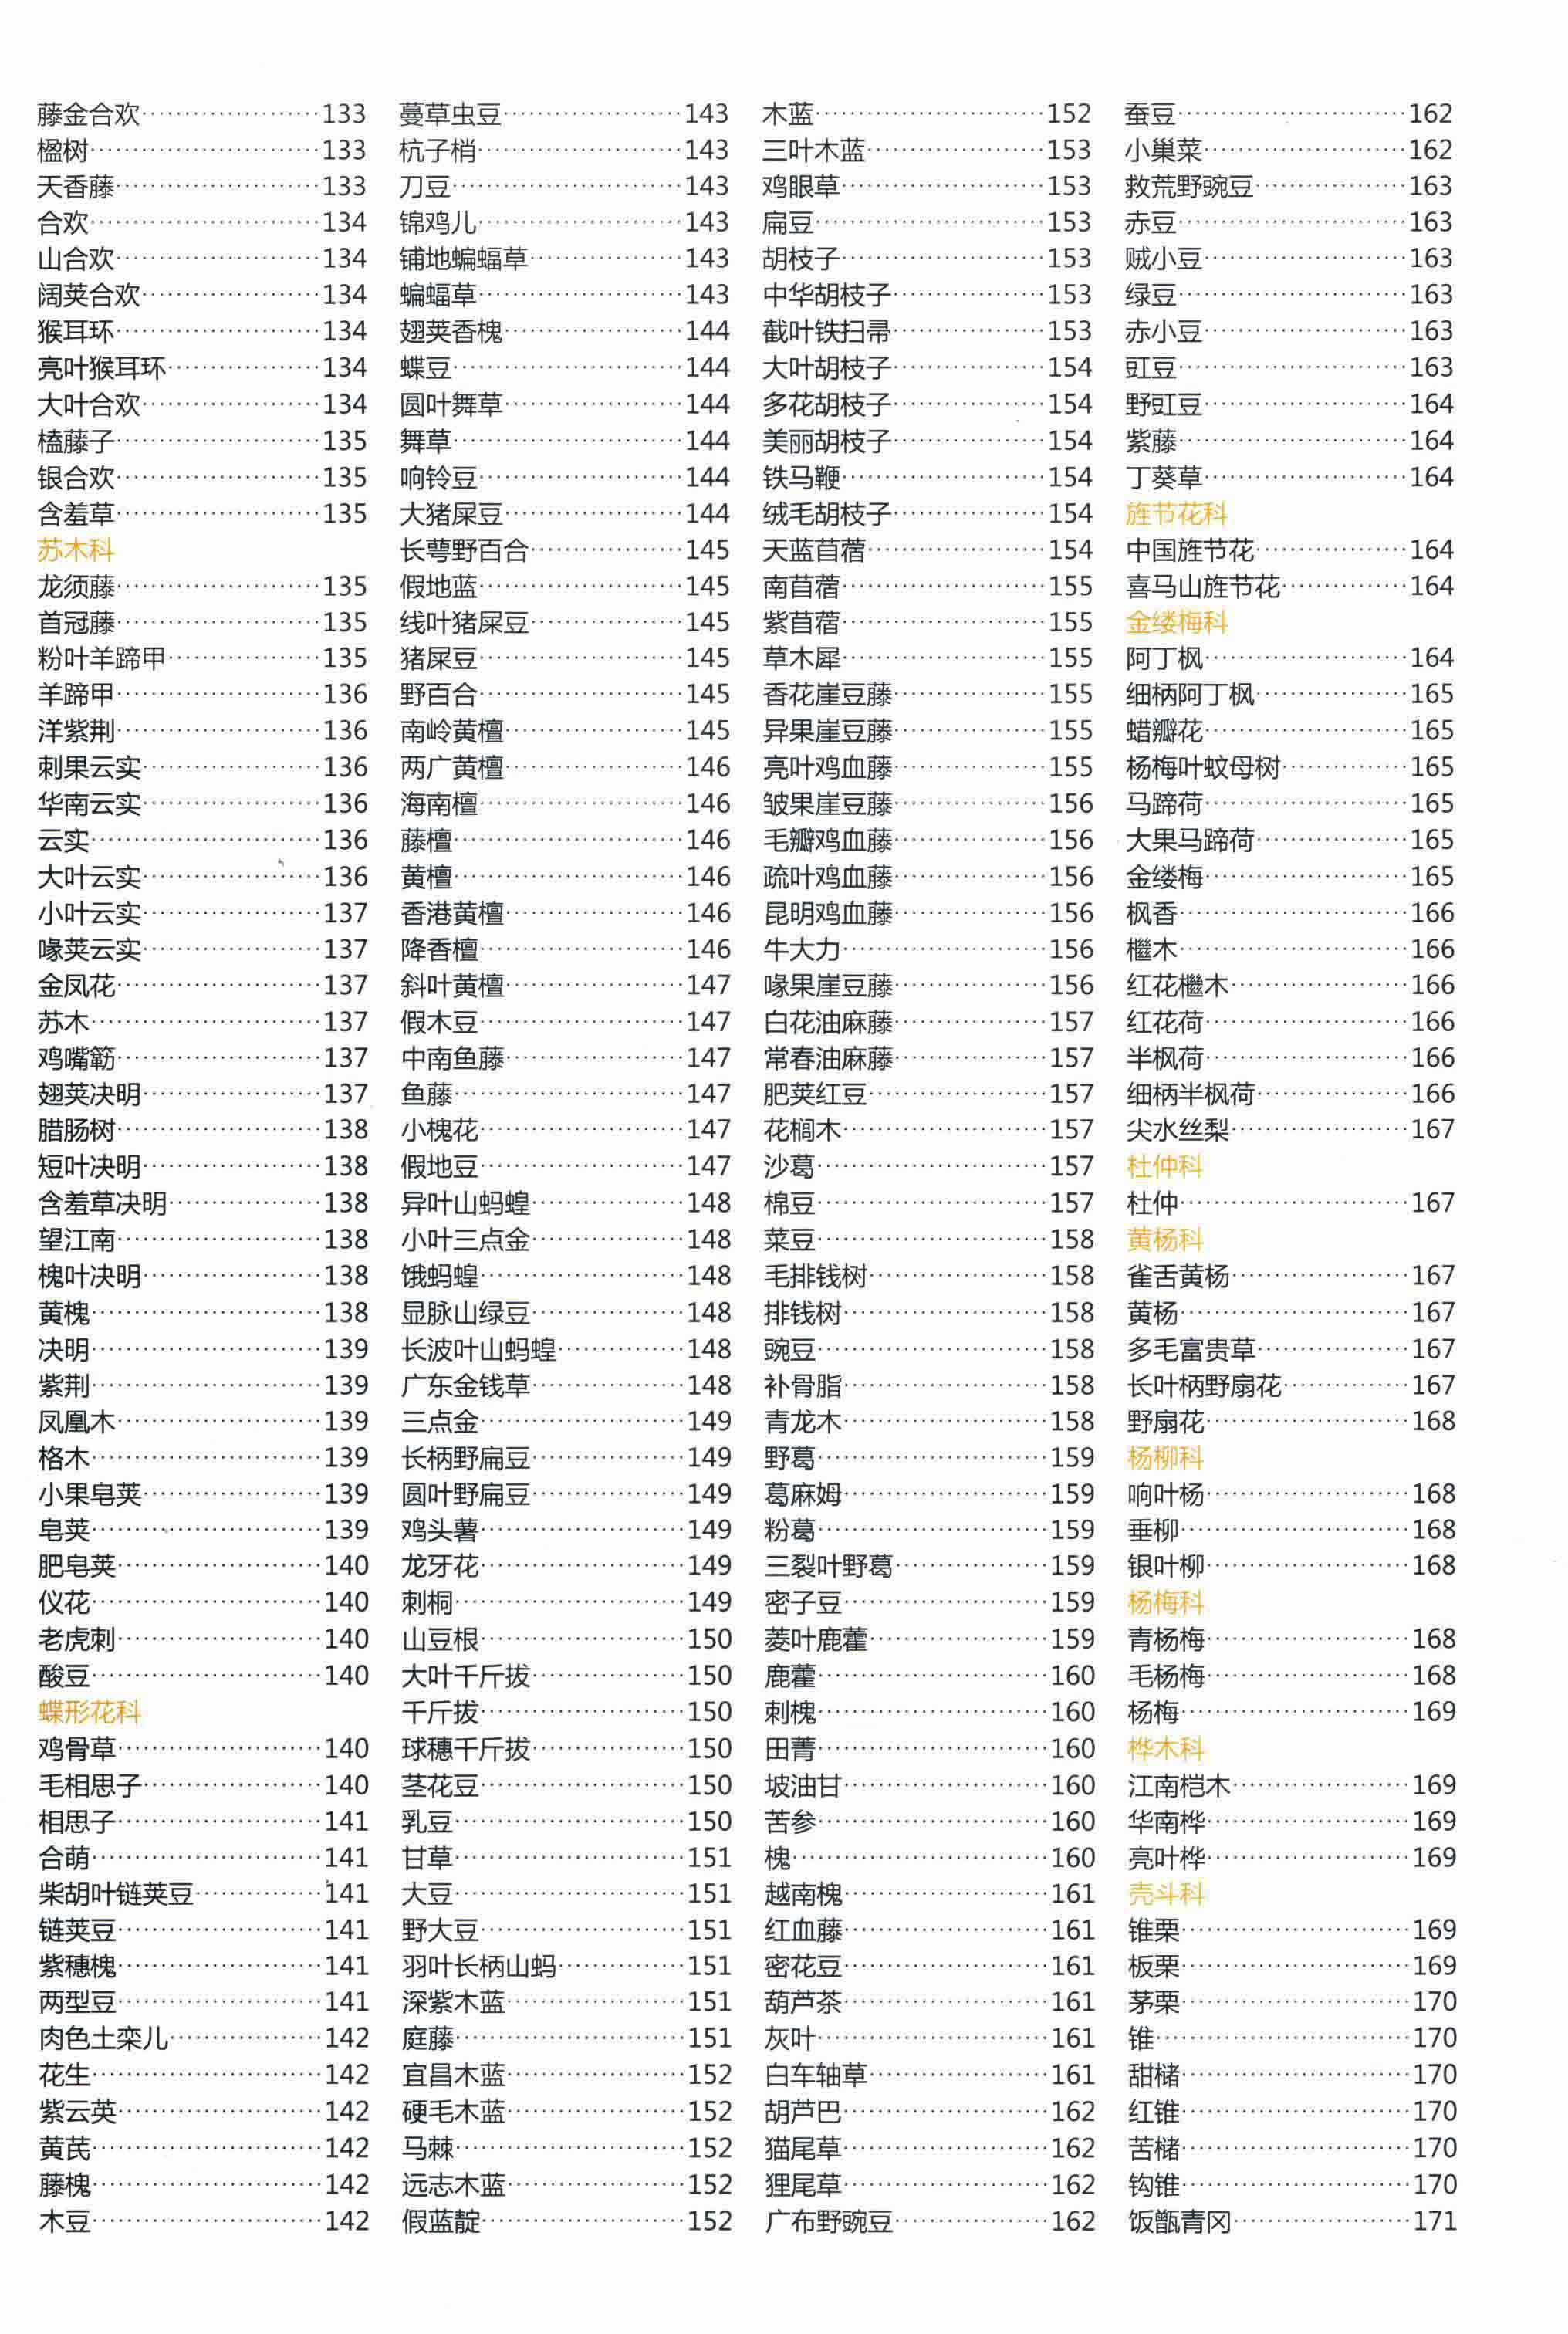 藤金合欢 133
楹树 133
天香藤 133
合欢 134
山合欢 134
阔荚合欢 134
猴耳环 134
亮叶猴耳环 134
大叶合欢 134
榼藤子 135
银合欢 135
含羞草 135
苏木科
龙须藤 135
首冠藤 135
粉叶羊蹄甲 135
羊蹄甲 136
洋紫荆 136
刺果云实 136
华南云实 136
云实 136
大叶云实 136
小叶云实 137
喙荚云实 137
金凤花 137
苏木 137
鸡嘴簕 137
翅荚决明 137
腊肠树 138
短叶决明 138
含羞草决明 138
望江南 138
槐叶决明 138
黄槐 138
决明 139
紫荆 139
凤凰木 139
格木 139
小果皂荚 139
皂荚 139
肥皂荚 140
仪花 140
老虎刺 140
酸豆 140
蝶形花科
鸡骨草 140
毛相思子 140
相思子 141
合萌 141
柴胡叶链荚豆 141
链荚豆 141
紫穗槐 141
两型豆 141
肉色土栾儿 142
花生 142
紫云英 142
黄芪 142
藤槐 142
木豆 142
蔓草虫豆 143
杭子梢 143
刀豆 143
锦鸡儿 143
铺地蝙蝠草 143
蝙蝠草 143
翅荚香槐 144
蝶豆 144
圆叶舞草 144
舞草 144
响铃豆 144
大猪屎豆 144
长萼野百合 145
假地蓝 145
线叶猪屎豆 145
猪屎豆 145
野百合 145
南岭黄檀 145
两广黄檀 146
海南檀 146
藤檀 146
黄檀 146
香港黄檀 146
降香檀 146
斜叶黄檀 147
假木豆 147
中南鱼藤 147
鱼藤 147
小槐花 147
假地豆 147
异叶山蚂蝗 148
小叶三点金 148
饿蚂蝗 148
显脉山绿豆 148
长波叶山蚂蝗 148
广东金钱草 148
三点金 149
长柄野扁豆 149
圆叶野扁豆 149
鸡头薯 149
龙牙花 149
刺桐 149
山豆根 150
大叶千斤拔 150
千斤拔 150
球穗千斤拔 150
茎花豆 150
乳豆 150
甘草 151
大豆 151
野大豆 151
羽叶长柄山蚂 151
深紫木蓝 151
庭藤 151
宜昌木蓝 152
硬毛木蓝 152
马棘 152
远志木蓝 152
假蓝靛 152
木蓝 152
三叶木蓝 153
鸡眼草 153
扁豆 153
胡枝子 153
中华胡枝子 153
截叶铁扫帚 153
大叶胡枝子 154
多花胡枝子 154
美丽胡枝子 154
铁马鞭 154
绒毛胡枝子 154
天蓝苜蓿 154
南苜蓿 155
紫苜蓿 155
草木犀 155
香花崖豆藤 155
异果崖豆藤 155
亮叶鸡血藤 155
皱果崖豆藤 156
毛瓣鸡血藤 156
疏叶鸡血藤 156
昆明鸡血藤 156
牛大力 156
喙果崖豆藤 156
白花油麻藤 157
常春油麻藤 157
肥荚红豆 157
花榈木 157
沙葛 157
棉豆 157
菜豆 158
毛排钱树 158
排钱树 158
豌豆 158
补骨脂 158
青龙木 158
野葛 159
葛麻姆 159
粉葛 159
三裂叶野葛 159
密子豆 159
菱叶鹿藿 159
鹿藿 160
刺槐 160
田菁 160
坡油甘 160
苦参 160
槐 160
越南槐 161
红血藤 161
密花豆 161
葫芦茶 161
灰叶 161
白车轴草 161
胡芦巴 162
猫尾草 162
狸尾草 162
广布野豌豆 162
蚕豆 162
小巢菜 162
救荒野豌豆 163
赤豆 163
贼小豆 163
绿豆 163
赤小豆 163
豇豆 163
野豇豆 164
紫藤 164
丁葵草 164
旌节花科
中国旌节花 164
喜马山旌节花 164
金缕梅科
阿丁枫 164
细柄阿丁枫 165
蜡瓣花 165
杨梅叶蚊母树 165
马蹄荷 165
大果马蹄荷 165
金缕梅 165
枫香 166
檵木 166
红花檵木 166
红花荷 166
半枫荷 166
细柄半枫荷 166
尖水丝梨 167
杜仲科
杜仲 167
黄杨科
雀舌黄杨 167
黄杨 167
多毛富贵草 167
长叶柄野扇花 167
野扇花 168
杨柳科
响叶杨 168
垂柳 168
银叶柳 168
杨梅科
青杨梅 168
毛杨梅 168
杨梅 169
桦木科
江南桤木 169
华南桦 169
亮叶桦 169
壳斗科
锥栗 169
板栗 169
茅栗 170
锥 170
甜槠 170
红锥 170
苦槠 170
钩锥 170
饭甑青冈 171